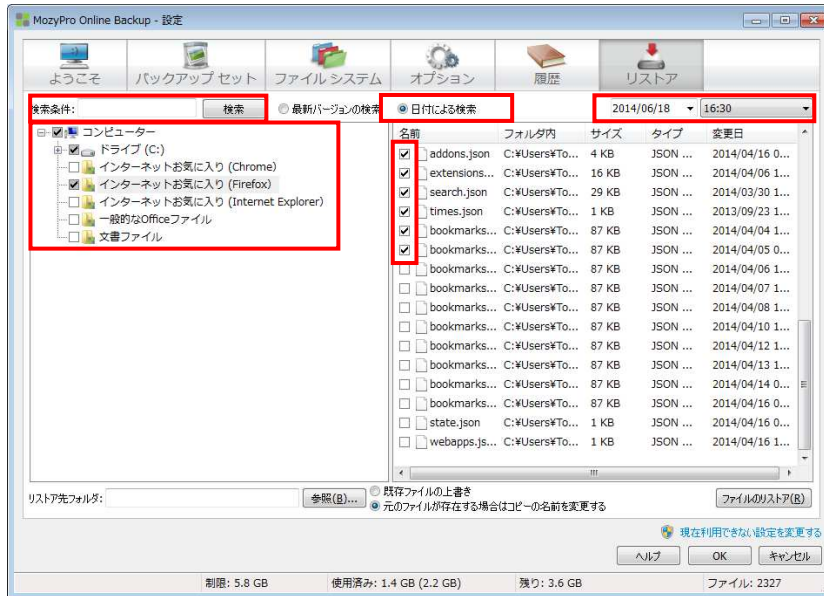 MozyPro Online Backup - 設定
ようこそ
バックアップ セット
ファイル システム
オプション
履歴
リストア
検索条件:
検索
最新バージョンの検索
日付による検索
2014/06/18
16:30
コンピューター
ドライブ (C:)
インターネットお気に入り (Chrome)
インターネットお気に入り (Firefox)
インターネットお気に入り (Internet Explorer)
一般的なOfficeファイル
文書ファイル
名前 フォルダ内 サイズ タイプ 変更日
addons.json C:¥Users¥To... 4 KB JSON ... 2014/04/16 0...
extensions... C:¥Users¥To... 16 KB JSON ... 2014/04/06 1...
search.json C:¥Users¥To... 29 KB JSON ... 2014/03/30 1...
times.json C:¥Users¥To... 1 KB JSON ... 2013/09/23 1...
bookmarks... C:¥Users¥To... 87 KB JSON ... 2014/04/04 1...
bookmarks... C:¥Users¥To... 87 KB JSON ... 2014/04/05 0...
bookmarks... C:¥Users¥To... 87 KB JSON ... 2014/04/06 1...
bookmarks... C:¥Users¥To... 87 KB JSON ... 2014/04/07 1...
bookmarks... C:¥Users¥To... 87 KB JSON ... 2014/04/08 1...
bookmarks... C:¥Users¥To... 87 KB JSON ... 2014/04/10 1...
bookmarks... C:¥Users¥To... 87 KB JSON ... 2014/04/12 1...
bookmarks... C:¥Users¥To... 87 KB JSON ... 2014/04/13 1...
bookmarks... C:¥Users¥To... 87 KB JSON ... 2014/04/14 0...
bookmarks... C:¥Users¥To... 87 KB JSON ... 2014/04/16 0...
state.json C:¥Users¥To... 1 KB JSON ... 2014/04/16 0...
webapps.js... C:¥Users¥To... 1 KB JSON ... 2014/04/16 1...
リストア先フォルダ:
参照(B)...
既存ファイルの上書き
元のファイルが存在する場合はコピーの名前を変更する
ファイルのリストア(R)
現在利用できない設定を変更する
ヘルプ
OK
キャンセル
制限: 5.8 GB
使用済み: 1.4 GB (2.2 GB)
残り: 3.6 GB
ファイル: 2327